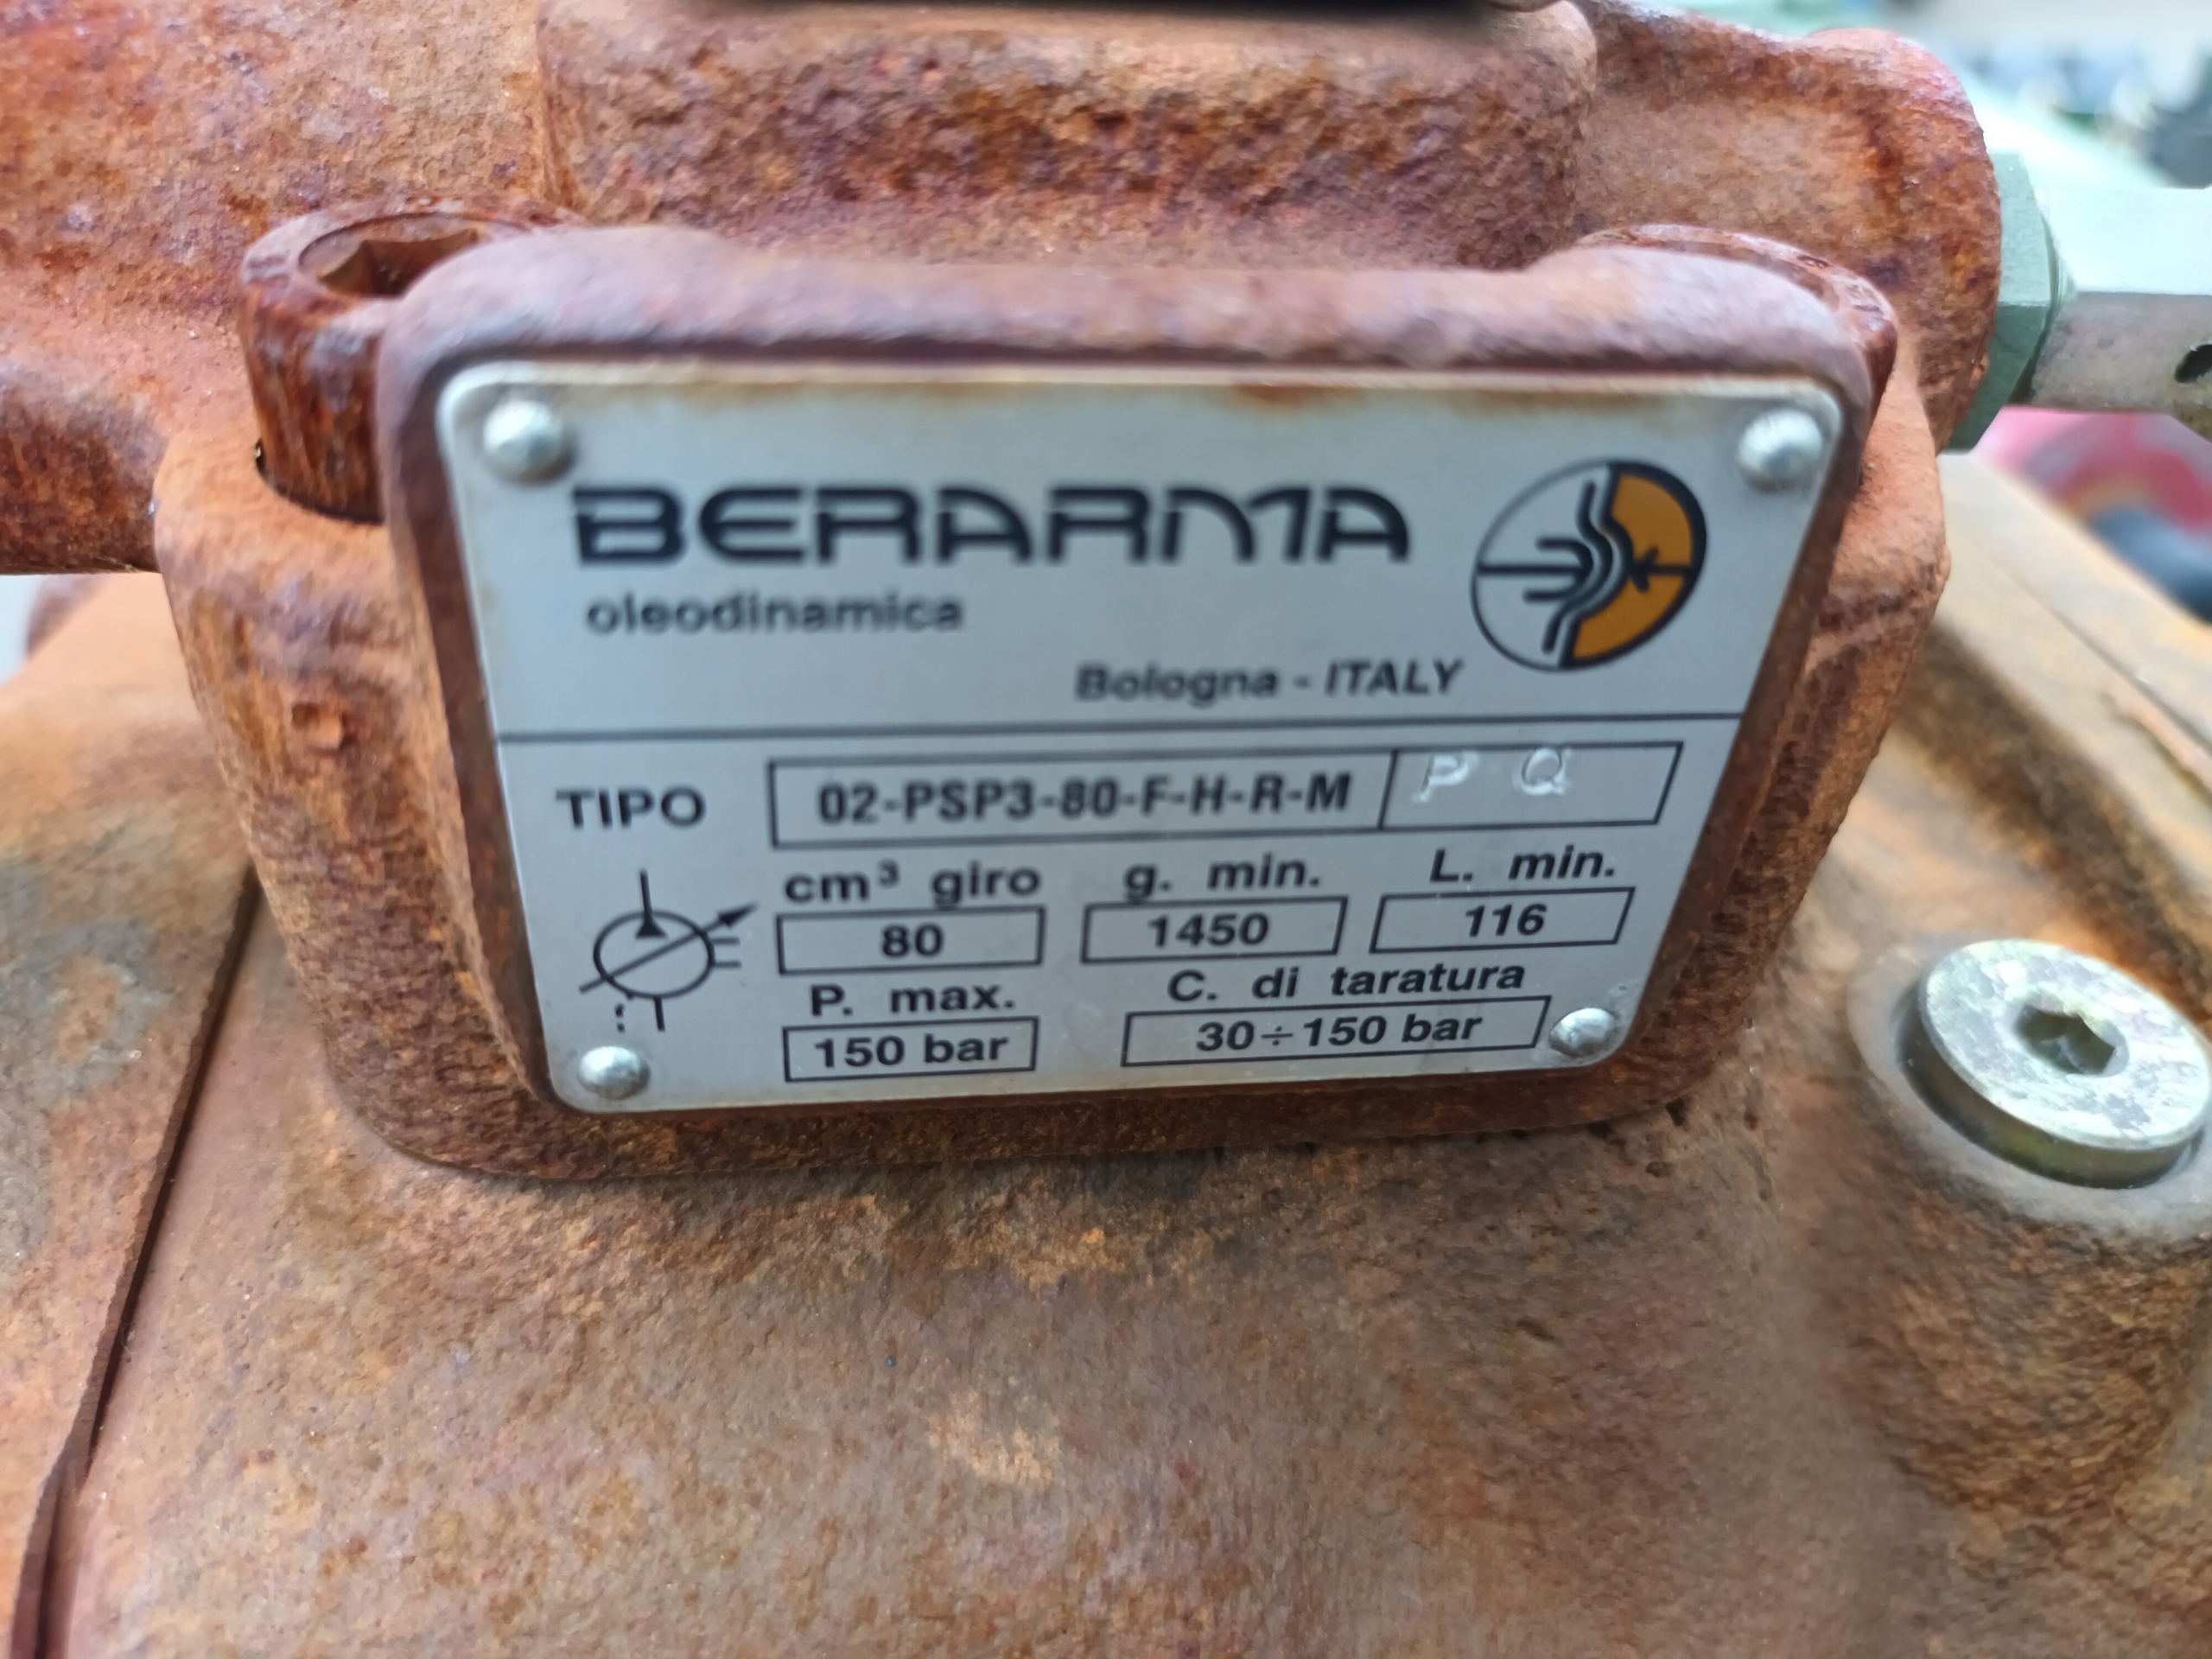 BERARMA
oleodinamica
Bologna - ITALY
TIPO 02-PSP3-80-F-H-R-M P Q
cm³ giro g. min. L. min.
80 1450 116
P. max. C. di taratura
150 bar 30÷150 bar